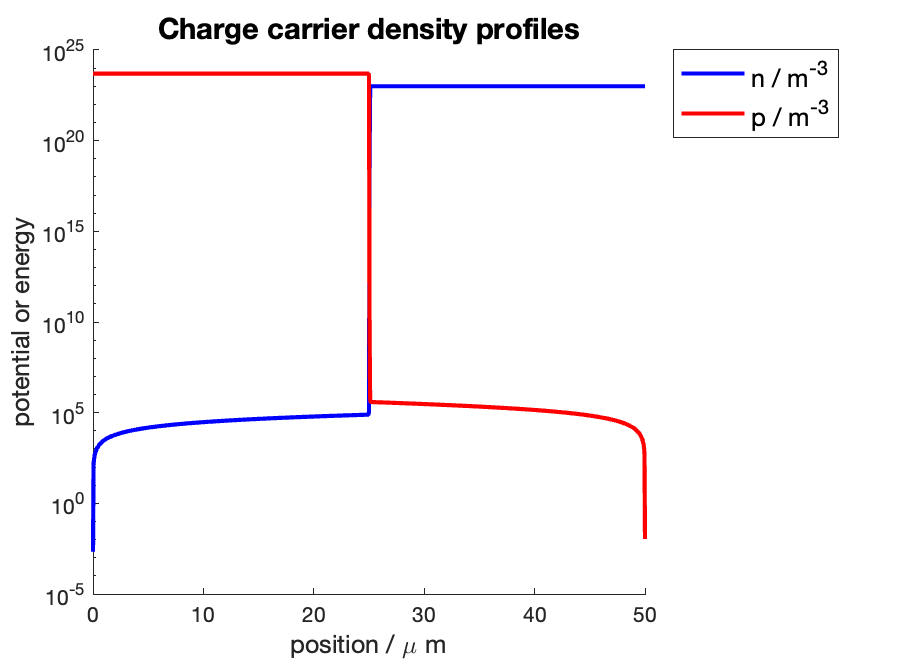 Charge carrier density profiles
10^25
10^20
10^15
10^10
10^5
10^0
10^-5
potential or energy
0 10 20 30 40 50
position / μ m
n / m^-3
p / m^-3